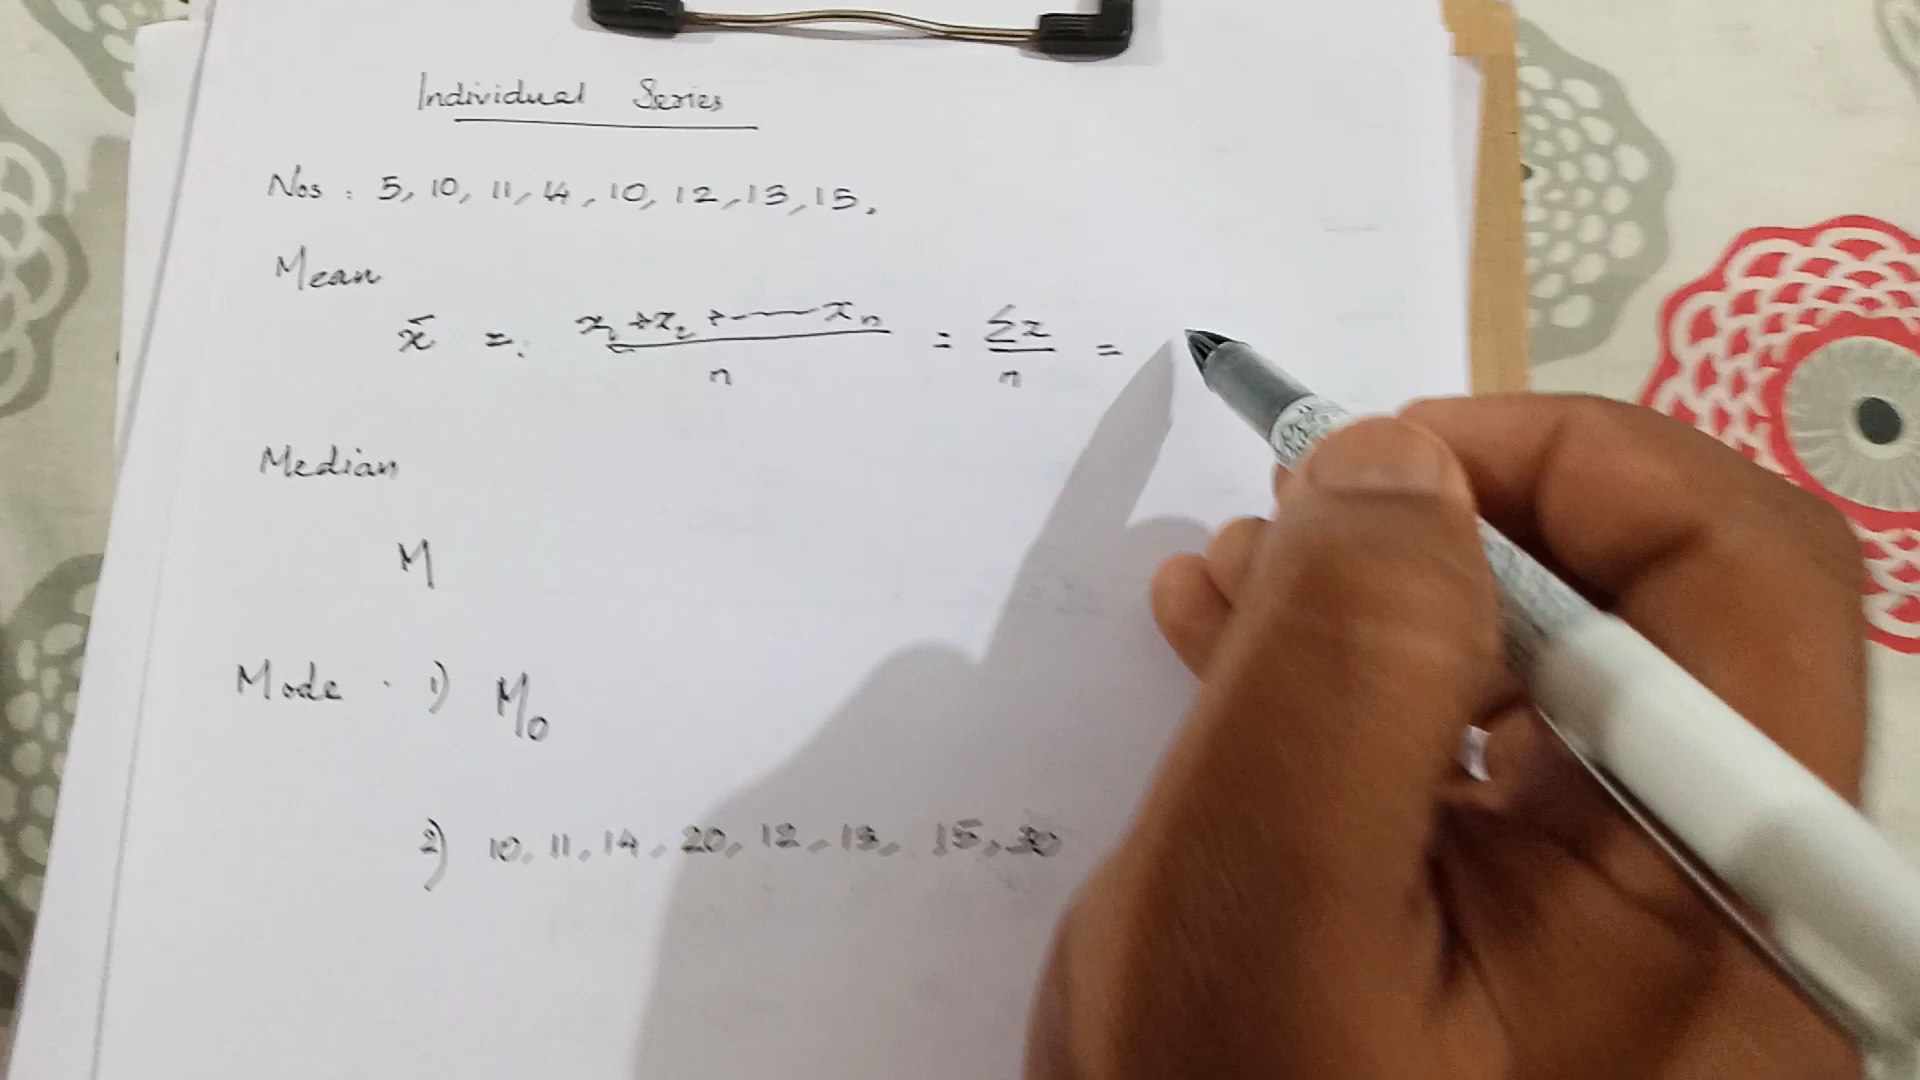 Individual Series
Nos : 5, 10, 11, 14, 10, 12, 13, 15.
Mean
x̄ = x₁ + x₂ + ------ xₙ / n = Σx / n =
Median
M
Mode . 1) M₀
2) 10, 11, 14, 20, 12, 13, 15, 30